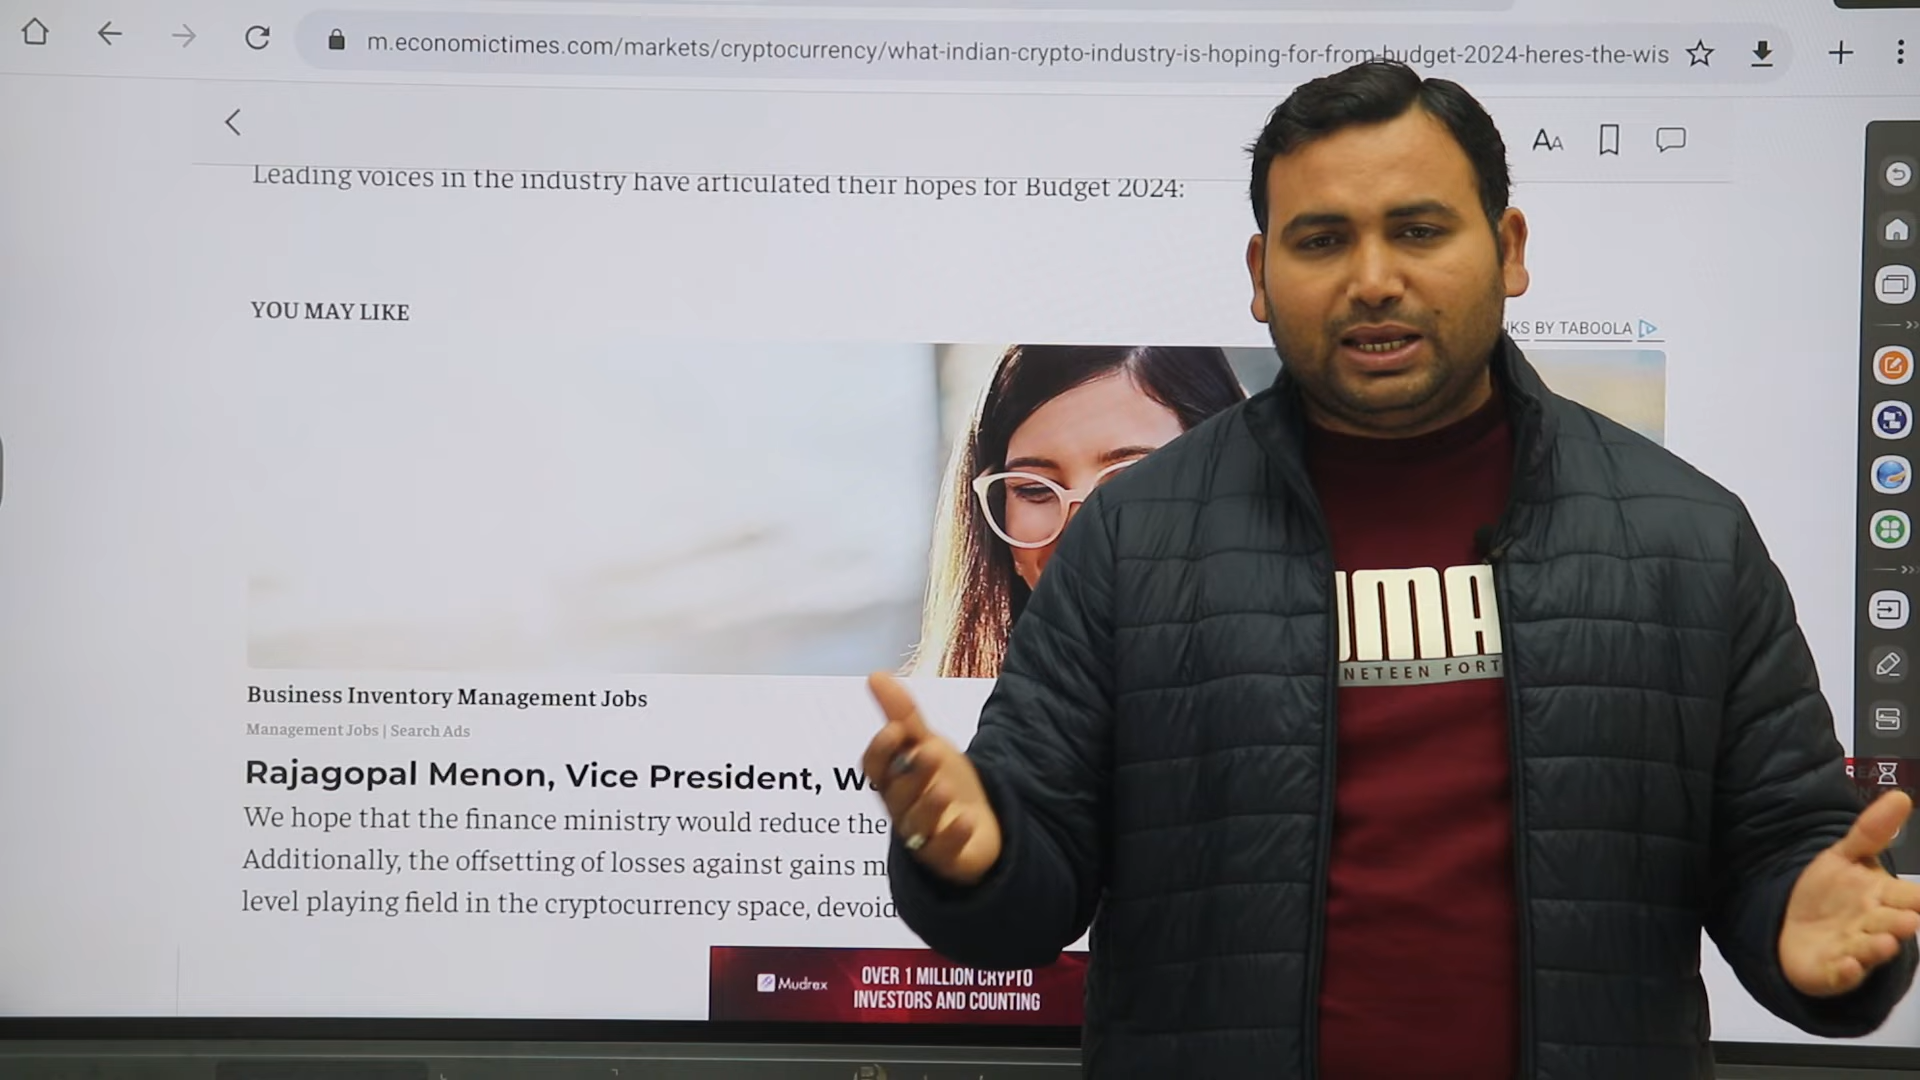 m.economictimes.com/markets/cryptocurrency/what-indian-crypto-industry-is-hoping-for-from-budget-2024-heres-the-wis
AA
Leading voices in the industry have articulated their hopes for Budget 2024:
YOU MAY LIKE
BY TABOOLA
Business Inventory Management Jobs
Management Jobs | Search Ads
Rajagopal Menon, Vice President,
We hope that the finance ministry would reduce the
Additionally, the offsetting of losses against gains
level playing field in the cryptocurrency space, devoid
Mudrex
OVER 1 MILLION CRYPTO
INVESTORS AND COUNTING
UMA
NETEEN FORT